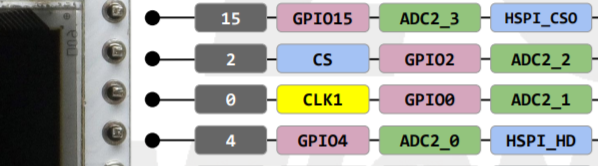 15 GPIO15 ADC2_3 HSPI_CSO
2 CS GPIO2 ADC2_2
0 CLK1 GPIO0 ADC2_1
4 GPIO4 ADC2_0 HSPI_HD